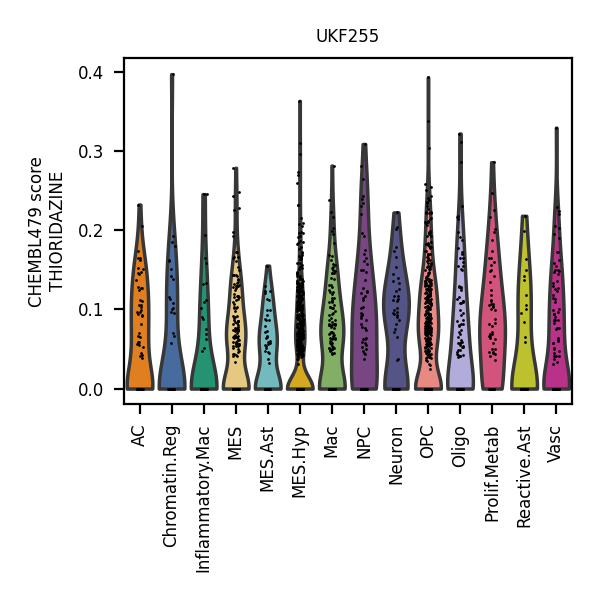 UKF255
CHEMBL479 score
THIORIDAZINE
0.4
0.3
0.2
0.1
0.0
AC
Chromatin.Reg
Inflammatory.Mac
MES
MES.Ast
MES.Hyp
Mac
NPC
Neuron
OPC
Oligo
Prolif.Metab
Reactive.Ast
Vasc